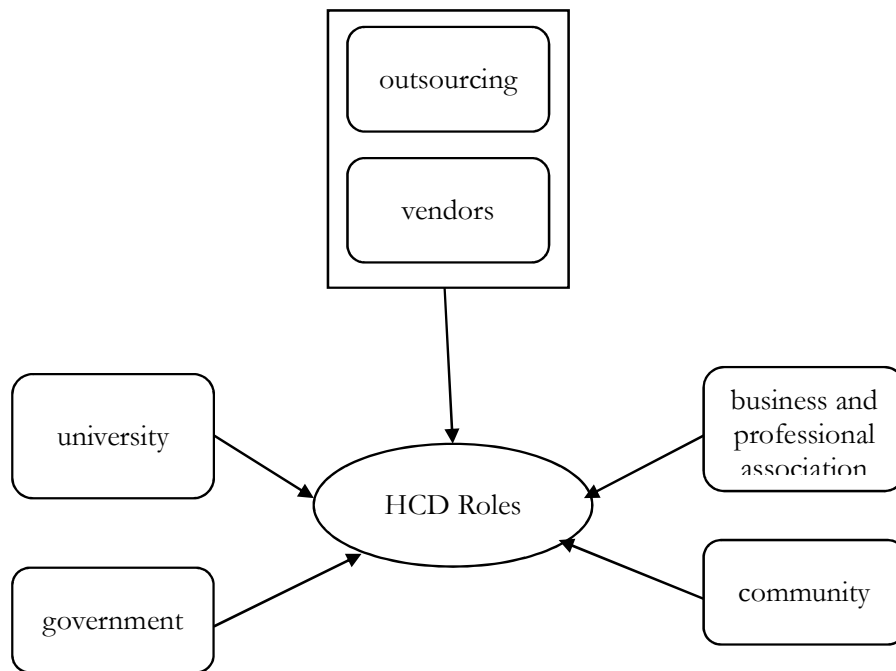 outsourcing
vendors
university
business and
professional
association
HCD Roles
government
community